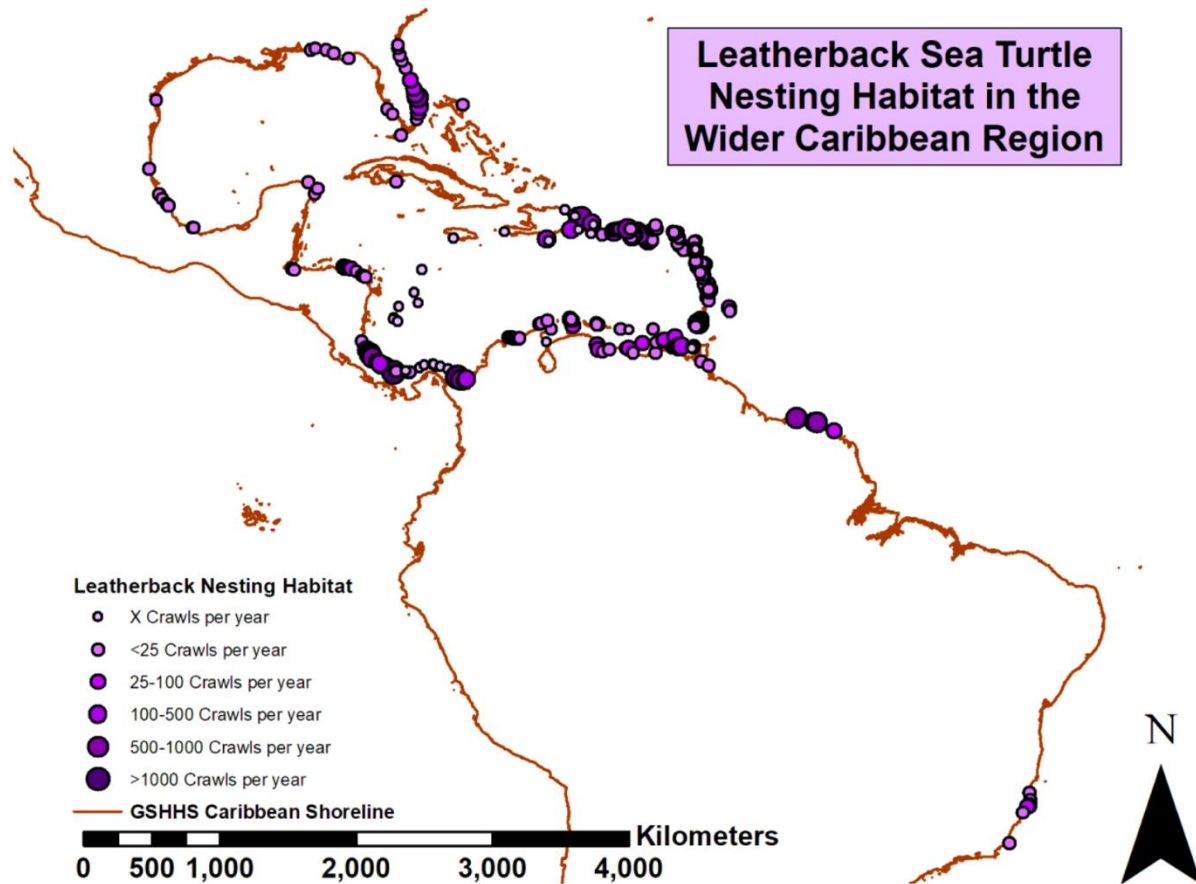 Leatherback Sea Turtle
Nesting Habitat in the
Wider Caribbean Region
Leatherback Nesting Habitat
X Crawls per year
<25 Crawls per year
25-100 Crawls per year
100-500 Crawls per year
500-1000 Crawls per year
>1000 Crawls per year
GSHHS Caribbean Shoreline
Kilometers
0 500 1,000 2,000 3,000 4,000
N